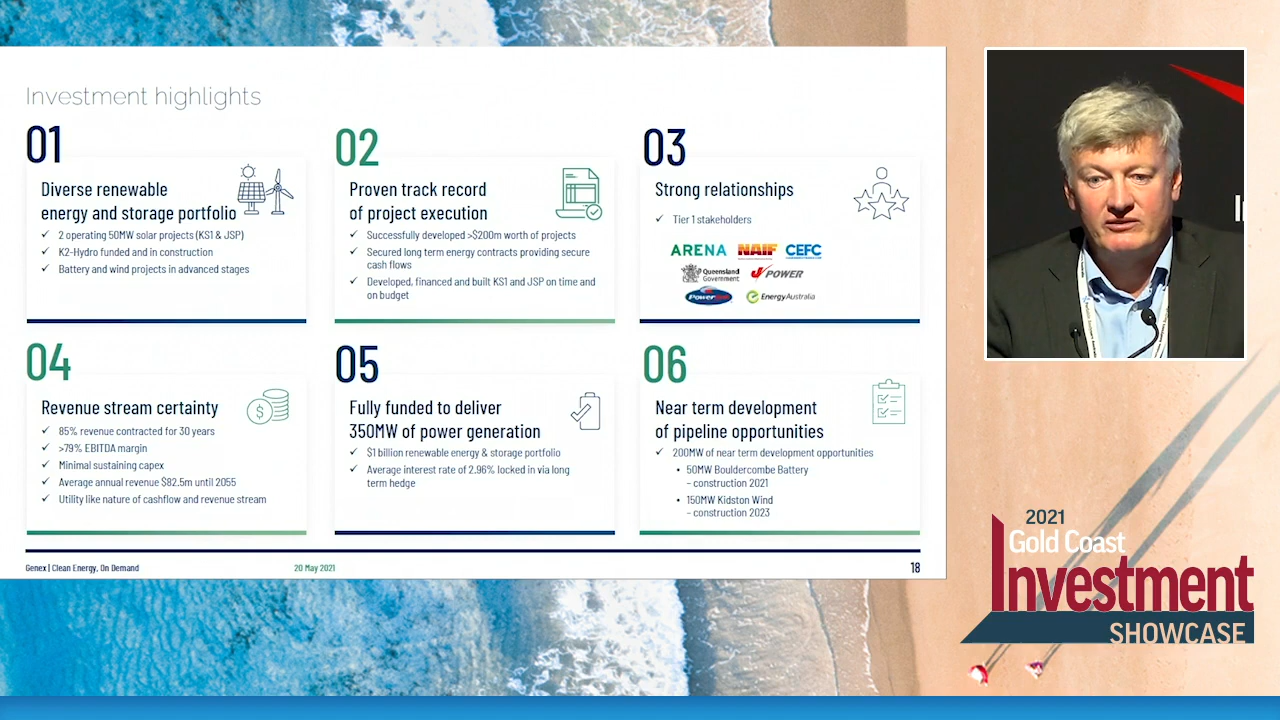 Investment highlights
01
Diverse renewable
energy and storage portfolio
2 operating 50MW solar projects (KS1 & JSP)
K2-Hydro funded and in construction
Battery and wind projects in advanced stages
02
Proven track record
of project execution
Successfully developed >$200m worth of projects
Secured long term energy contracts providing secure
cash flows
Developed, financed and built KS1 and JSP on time and
on budget
03
Strong relationships
Tier 1 stakeholders
ARENA NAIF CEFC
Queensland
Government
J POWER
Powerlink EnergyAustralia
04
Revenue stream certainty
85% revenue contracted for 30 years
>79% EBITDA margin
Minimal sustaining capex
Average annual revenue $82.5m until 2055
Utility like nature of cashflow and revenue stream
05
Fully funded to deliver
350MW of power generation
$1 billion renewable energy & storage portfolio
Average interest rate of 2.96% locked in via long
term hedge
06
Near term development
of pipeline opportunities
200MW of near term development opportunities
• 50MW Bouldercombe Battery
– construction 2021
• 150MW Kidston Wind
– construction 2023
Genex | Clean Energy, On Demand
20 May 2021
18
2021
Gold Coast
Investment
SHOWCASE